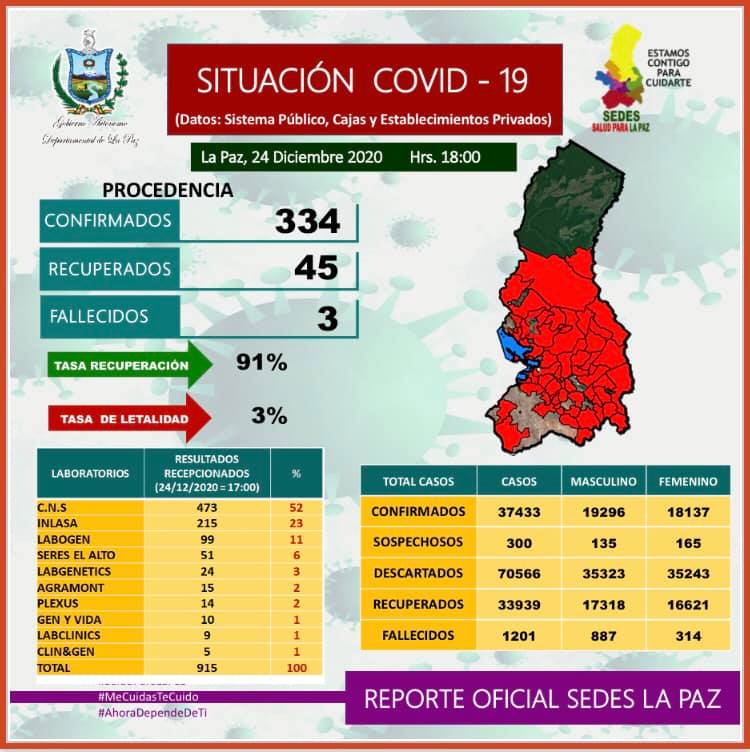 Gobierno Autónomo
Departamental de La Paz
SITUACIÓN COVID - 19
(Datos: Sistema Público, Cajas y Establecimientos Privados)
ESTAMOS
CONTIGO
PARA
CUIDARTE
SEDES
SALUD PARA LA PAZ
La Paz, 24 Diciembre 2020 Hrs. 18:00
PROCEDENCIA
CONFIRMADOS 334
RECUPERADOS 45
FALLECIDOS 3
TASA RECUPERACIÓN 91%
TASA DE LETALIDAD 3%
LABORATORIOS RESULTADOS RECEPCIONADOS (24/12/2020 = 17:00) %
C.N.S 473 52
INLASA 215 23
LABOGEN 99 11
SERES EL ALTO 51 6
LABGENETICS 24 3
AGRAMONT 15 2
PLEXUS 14 2
GEN Y VIDA 10 1
LABCLINICS 9 1
CLIN&GEN 5 1
TOTAL 915 100
TOTAL CASOS CASOS MASCULINO FEMENINO
CONFIRMADOS 37433 19296 18137
SOSPECHOSOS 300 135 165
DESCARTADOS 70566 35323 35243
RECUPERADOS 33939 17318 16621
FALLECIDOS 1201 887 314
#MeCuidasTeCuido
#AhoraDependeDeTi
REPORTE OFICIAL SEDES LA PAZ